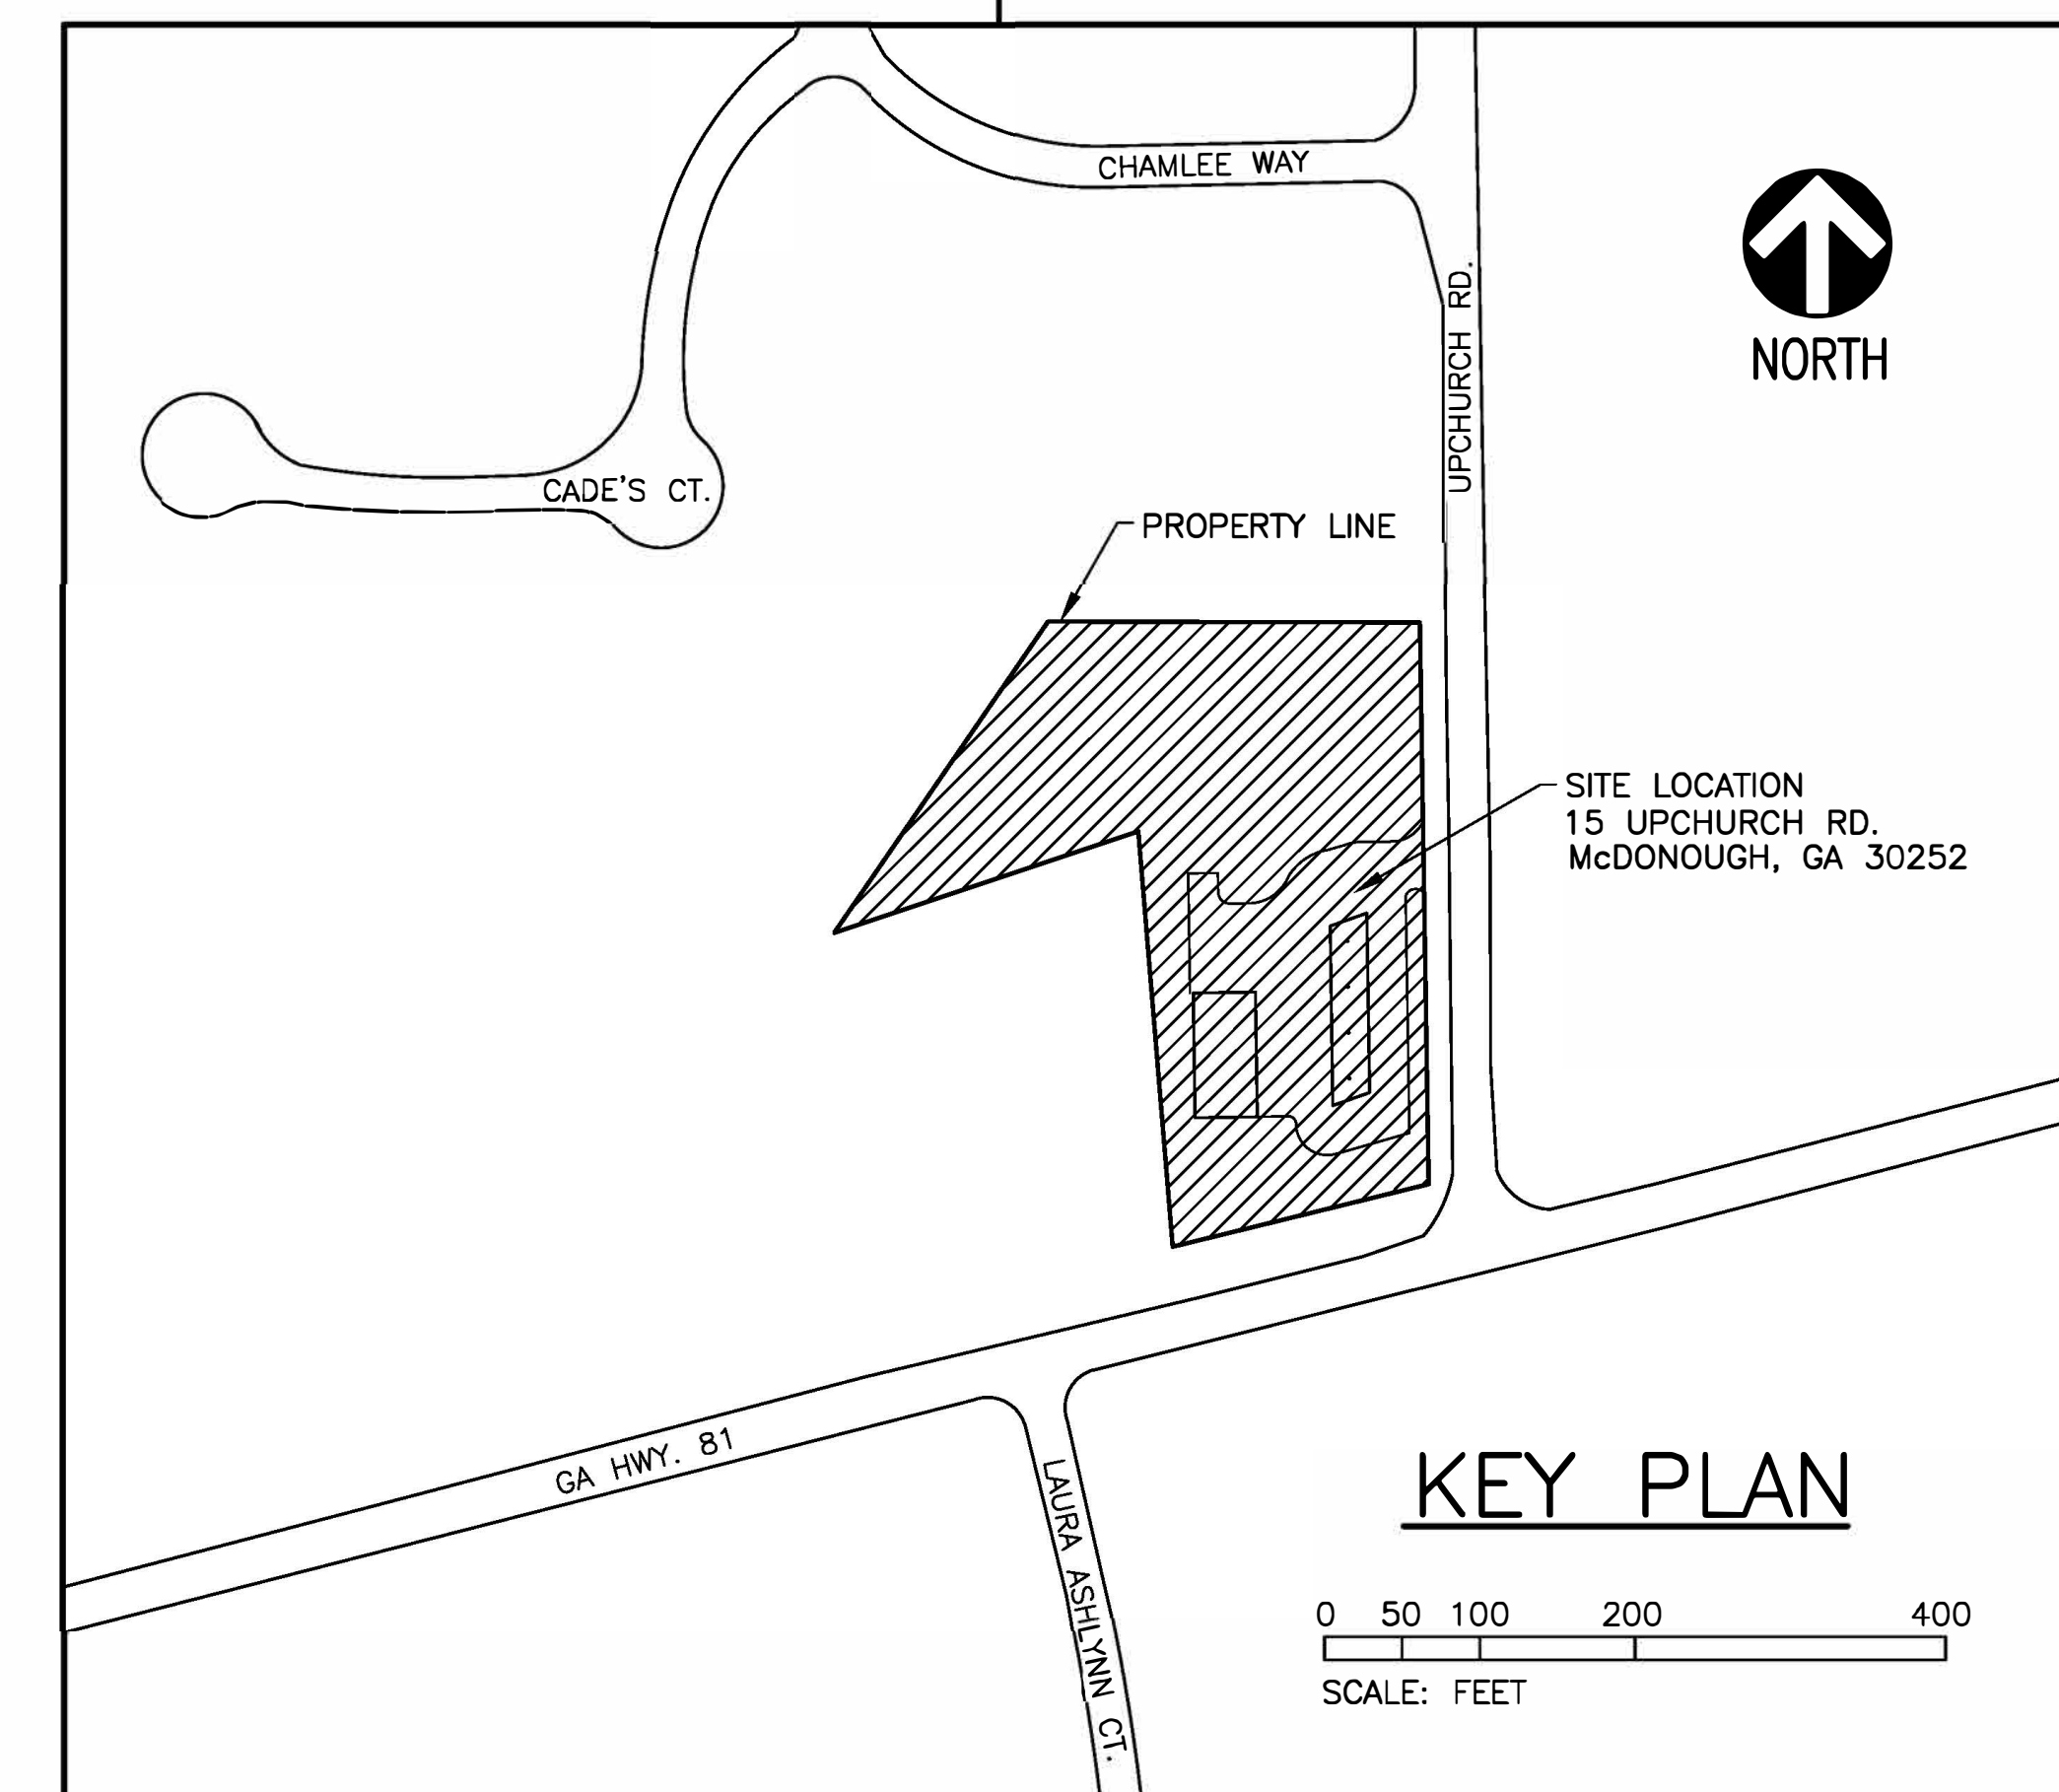 CHAMLEE WAY
UPCHURCH RD.
NORTH
CADE'S CT.
PROPERTY LINE
SITE LOCATION
15 UPCHURCH RD.
McDONOUGH, GA 30252
GA HWY. 81
LAURA ASHLYNN CT.
KEY PLAN
0 50 100 200 400
SCALE: FEET